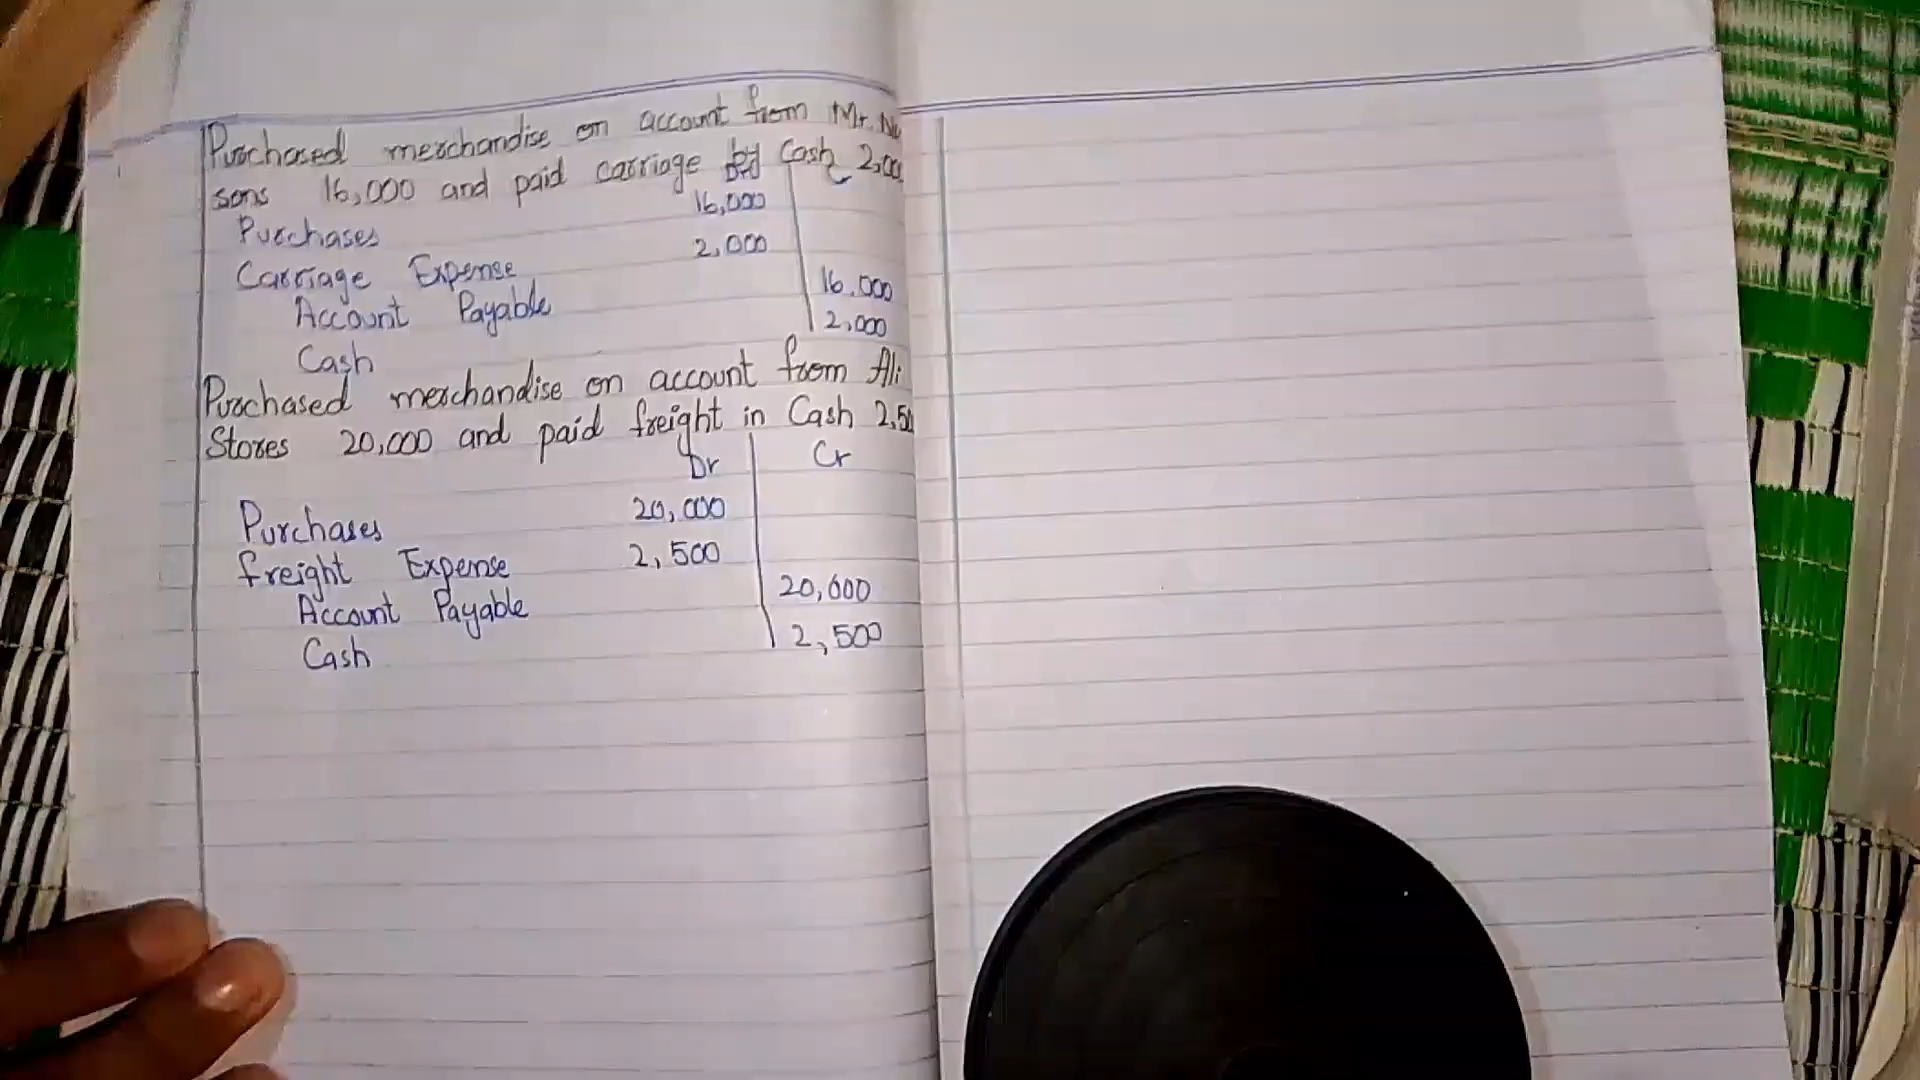 Purchased merchandise on account from Mr.
sons 16,000 and paid carriage by Cash
Purchases 16,000
Carriage Expense 2,000
Account Payable 16,000
Cash 2,000
Purchased merchandise on account from Ali
Stores 20,000 and paid freight in Cash
Dr Cr
Purchases 20,000
freight Expense 2,500
Account Payable 20,000
Cash 2,500